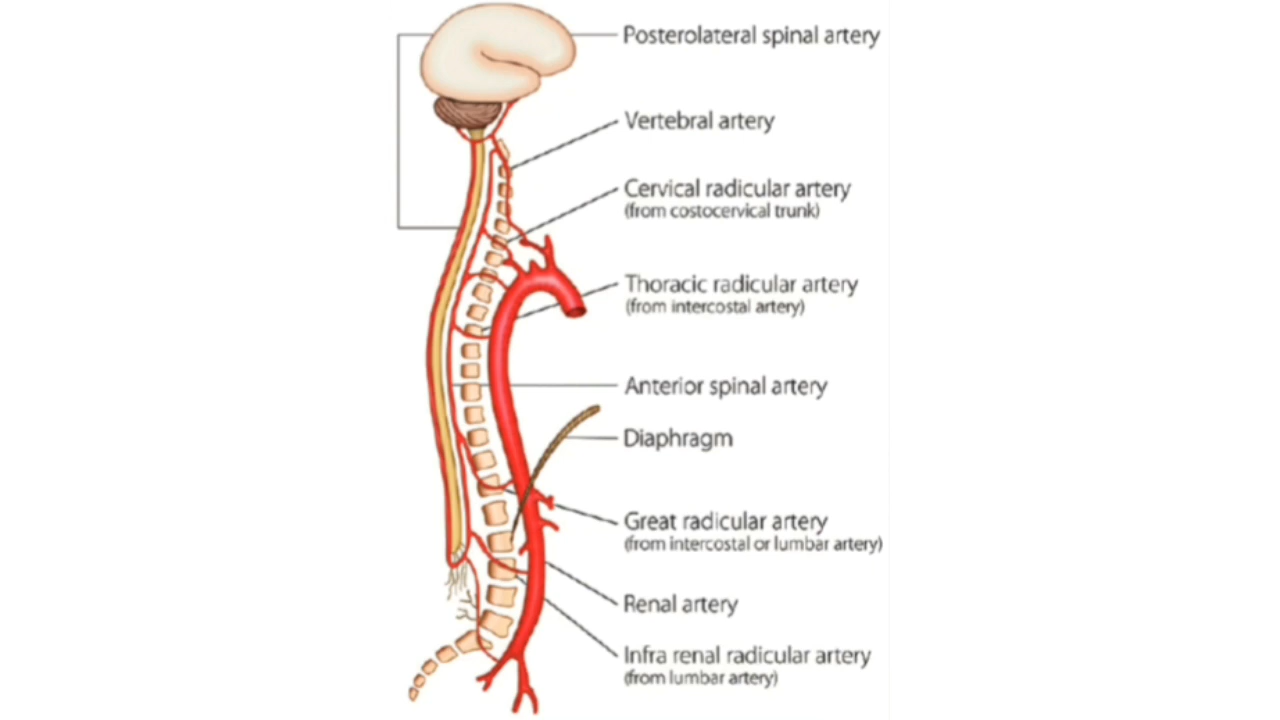 Posterolateral spinal artery
Vertebral artery
Cervical radicular artery
(from costocervical trunk)
Thoracic radicular artery
(from intercostal artery)
Anterior spinal artery
Diaphragm
Great radicular artery
(from intercostal or lumbar artery)
Renal artery
Infra renal radicular artery
(from lumbar artery)